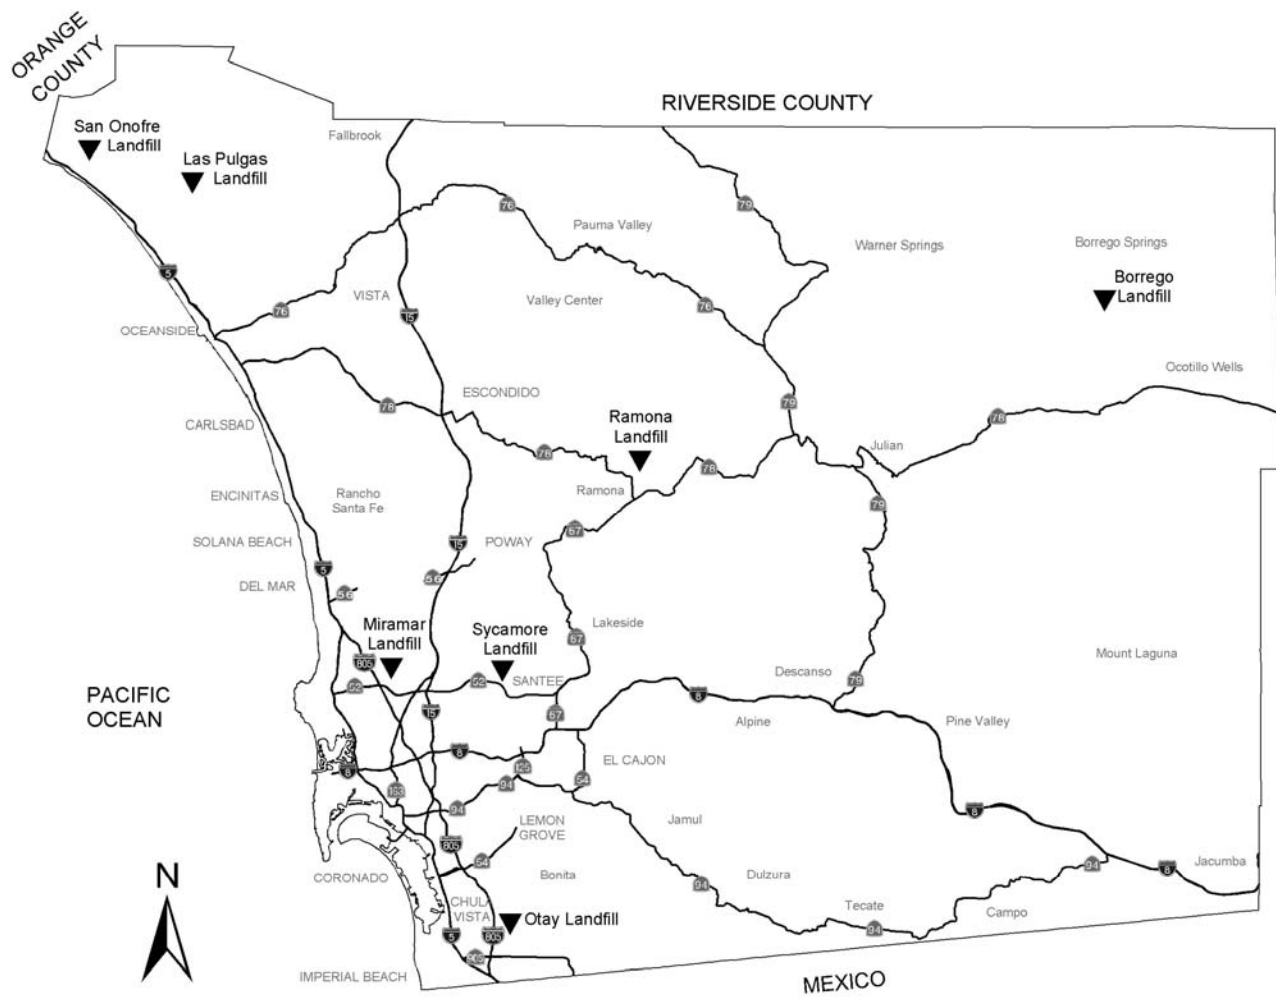 ORANGE
COUNTY
RIVERSIDE COUNTY
San Onofre
Landfill
Fallbrook
Las Pulgas
Landfill
76
79
Pauma Valley
Warner Springs
Borrego Springs
5
Borrego
Landfill
VISTA
Valley Center
76
76
15
OCEANSIDE
Ocotillo Wells
ESCONDIDO
78
79
Ramona
Landfill
78
CARLSBAD
Julian
78
78
ENCINITAS
Rancho
Santa Fe
Ramona
79
67
SOLANA BEACH
15
POWAY
5
DEL MAR
56
56
Miramar
Landfill
Sycamore
Landfill
Lakeside
67
805
Mount Laguna
52
52
SANTEE
Descanso
79
PACIFIC
OCEAN
8
15
67
Alpine
Pine Valley
8
8
125
EL CAJON
54
163
94
94
8
LEMON
GROVE
Jamul
805
54
94
8
Jacumba
N
CORONADO
Bonita
94
Dulzura
CHULA
VISTA
Otay Landfill
Tecate
Campo
5
805
94
905
IMPERIAL BEACH
MEXICO